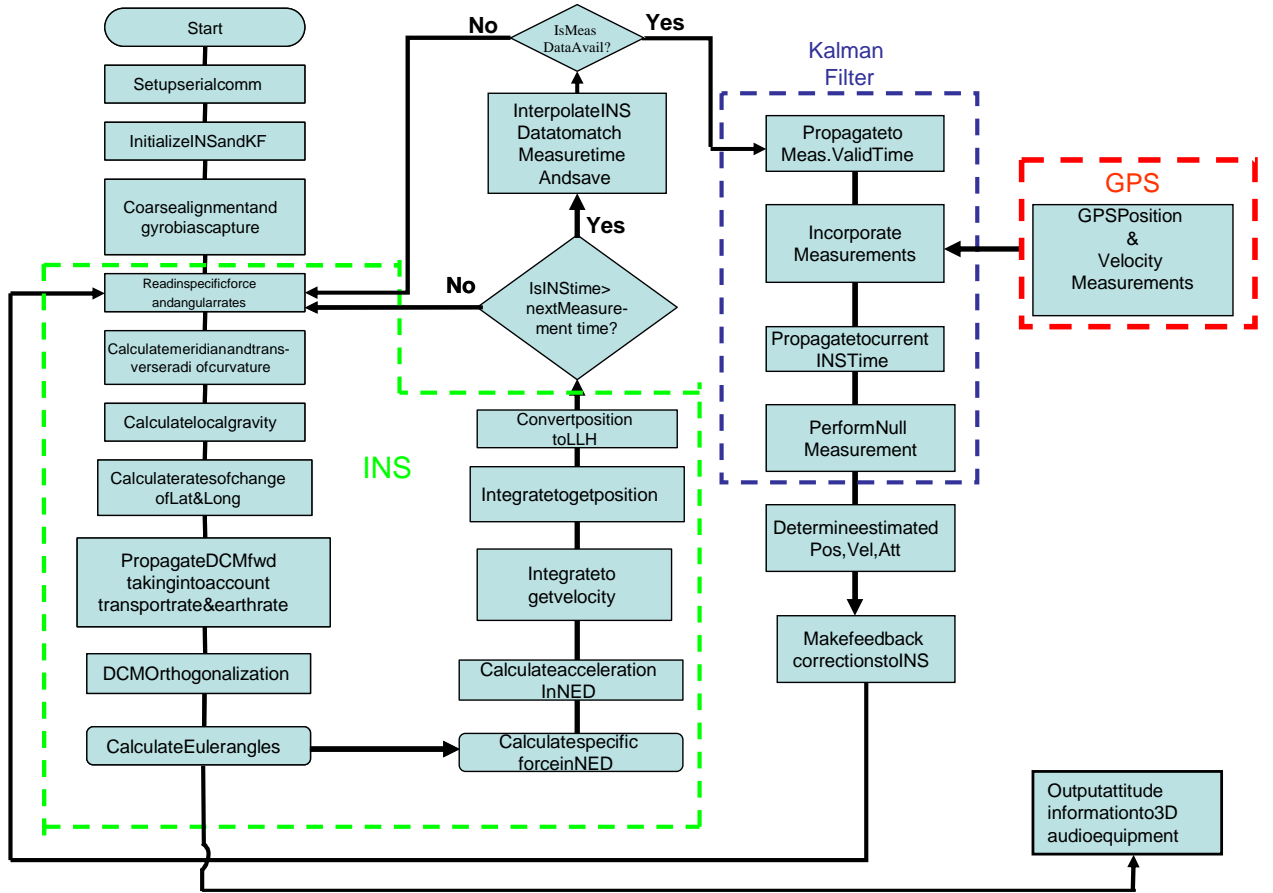 Start
Setupserialcomm
InitializeINSandKF
Coarsealignmentand
gyrobiascapture
Readinspecificforce
andangularrates
Calculatemeridianandtrans-
verseradi ofcurvature
Calculatelocalgravity
Calculateratesofchange
ofLat&Long
PropagateDCMfwd
takingintoaccount
transportrate&earthrate
DCMOrthogonalization
CalculateEulerangles
INS
No
IsMeas
DataAvail?
Yes
InterpolateINS
Datatomatch
Measuretime
Andsave
Yes
No
IsINStime>
nextMeasure-
ment time?
Convertposition
toLLH
Integratetogetposition
Integrateto
getvelocity
Calculateacceleration
InNED
Calculatespecific
forceinNED
Kalman
Filter
Propagateto
Meas.ValidTime
Incorporate
Measurements
Propagatetocurrent
INSTime
PerformNull
Measurement
Determineestimated
Pos,Vel,Att
Makefeedback
correctionstoINS
GPS
GPSPosition
&
Velocity
Measurements
Outputattitude
informationto3D
audioequipment